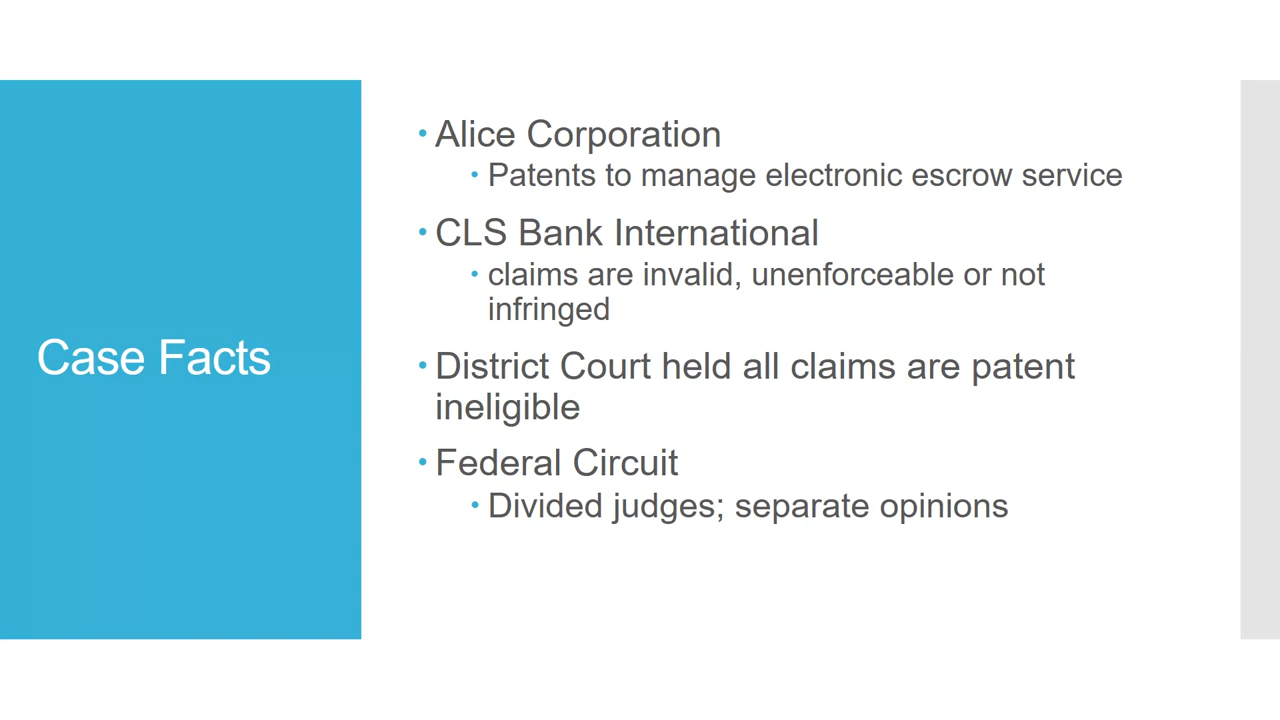 Case Facts
• Alice Corporation
• Patents to manage electronic escrow service
• CLS Bank International
• claims are invalid, unenforceable or not
infringed
• District Court held all claims are patent
ineligible
• Federal Circuit
• Divided judges; separate opinions